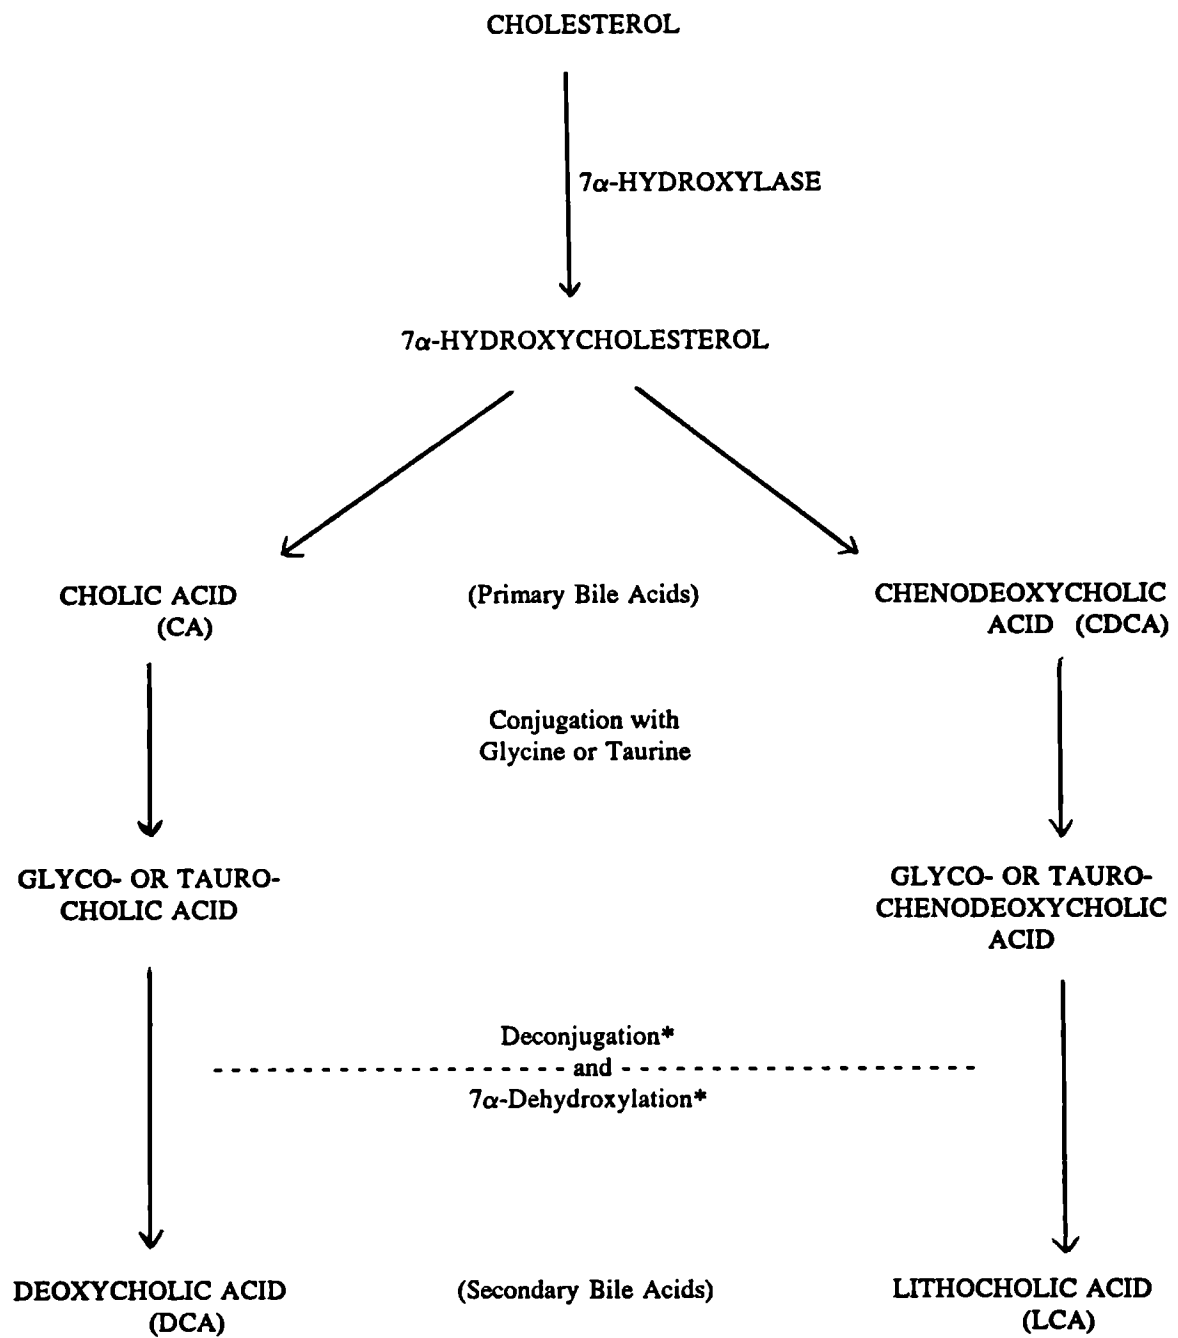 CHOLESTEROL
7α-HYDROXYLASE
7α-HYDROXYCHOLESTEROL
CHOLIC ACID
(CA)
(Primary Bile Acids)
CHENODEOXYCHOLIC
ACID (CDCA)
Conjugation with
Glycine or Taurine
GLYCO- OR TAURO-
CHOLIC ACID
GLYCO- OR TAURO-
CHENODEOXYCHOLIC
ACID
Deconjugation*
and
7α-Dehydroxylation*
DEOXYCHOLIC ACID
(DCA)
(Secondary Bile Acids)
LITHOCHOLIC ACID
(LCA)